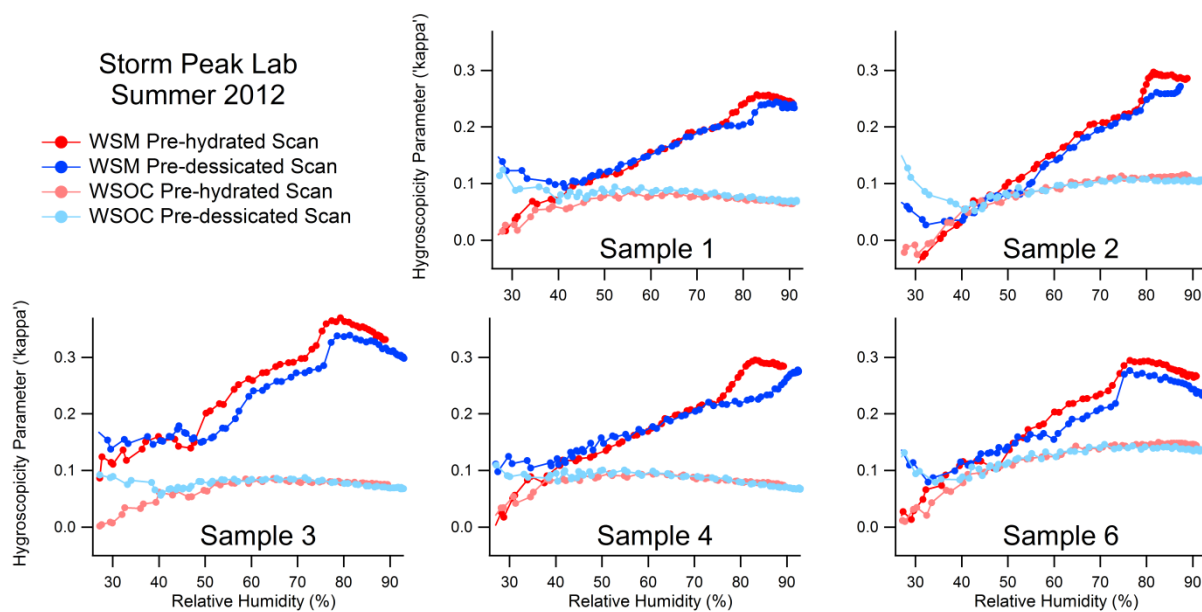 Storm Peak Lab
Summer 2012
WSM Pre-hydrated Scan
WSM Pre-dessicated Scan
WSOC Pre-hydrated Scan
WSOC Pre-dessicated Scan
Hygroscopicity Parameter ('kappa')
0.3
0.2
0.1
0.0
Sample 1
30 40 50 60 70 80 90
0.3
0.2
0.1
0.0
Sample 2
30 40 50 60 70 80 90
Hygroscopicity Parameter ('kappa')
0.3
0.2
0.1
0.0
Sample 3
30 40 50 60 70 80 90
Relative Humidity (%)
0.3
0.2
0.1
0.0
Sample 4
30 40 50 60 70 80 90
Relative Humidity (%)
0.3
0.2
0.1
0.0
Sample 6
30 40 50 60 70 80 90
Relative Humidity (%)